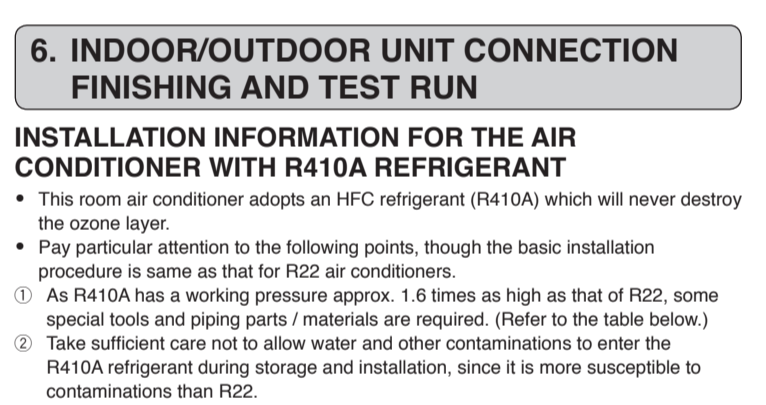 6. INDOOR/OUTDOOR UNIT CONNECTION
FINISHING AND TEST RUN
INSTALLATION INFORMATION FOR THE AIR
CONDITIONER WITH R410A REFRIGERANT
• This room air conditioner adopts an HFC refrigerant (R410A) which will never destroy
the ozone layer.
• Pay particular attention to the following points, though the basic installation
procedure is same as that for R22 air conditioners.
① As R410A has a working pressure approx. 1.6 times as high as that of R22, some
special tools and piping parts / materials are required. (Refer to the table below.)
② Take sufficient care not to allow water and other contaminations to enter the
R410A refrigerant during storage and installation, since it is more susceptible to
contaminations than R22.